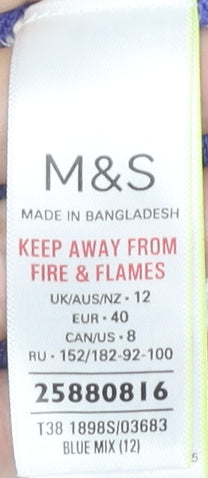 M&S
MADE IN BANGLADESH
KEEP AWAY FROM
FIRE & FLAMES
UK/AUS/NZ • 12
EUR • 40
CAN/US • 8
RU • 152/182-92-100
25880816
T38 1898S/03683
BLUE MIX (12)
5